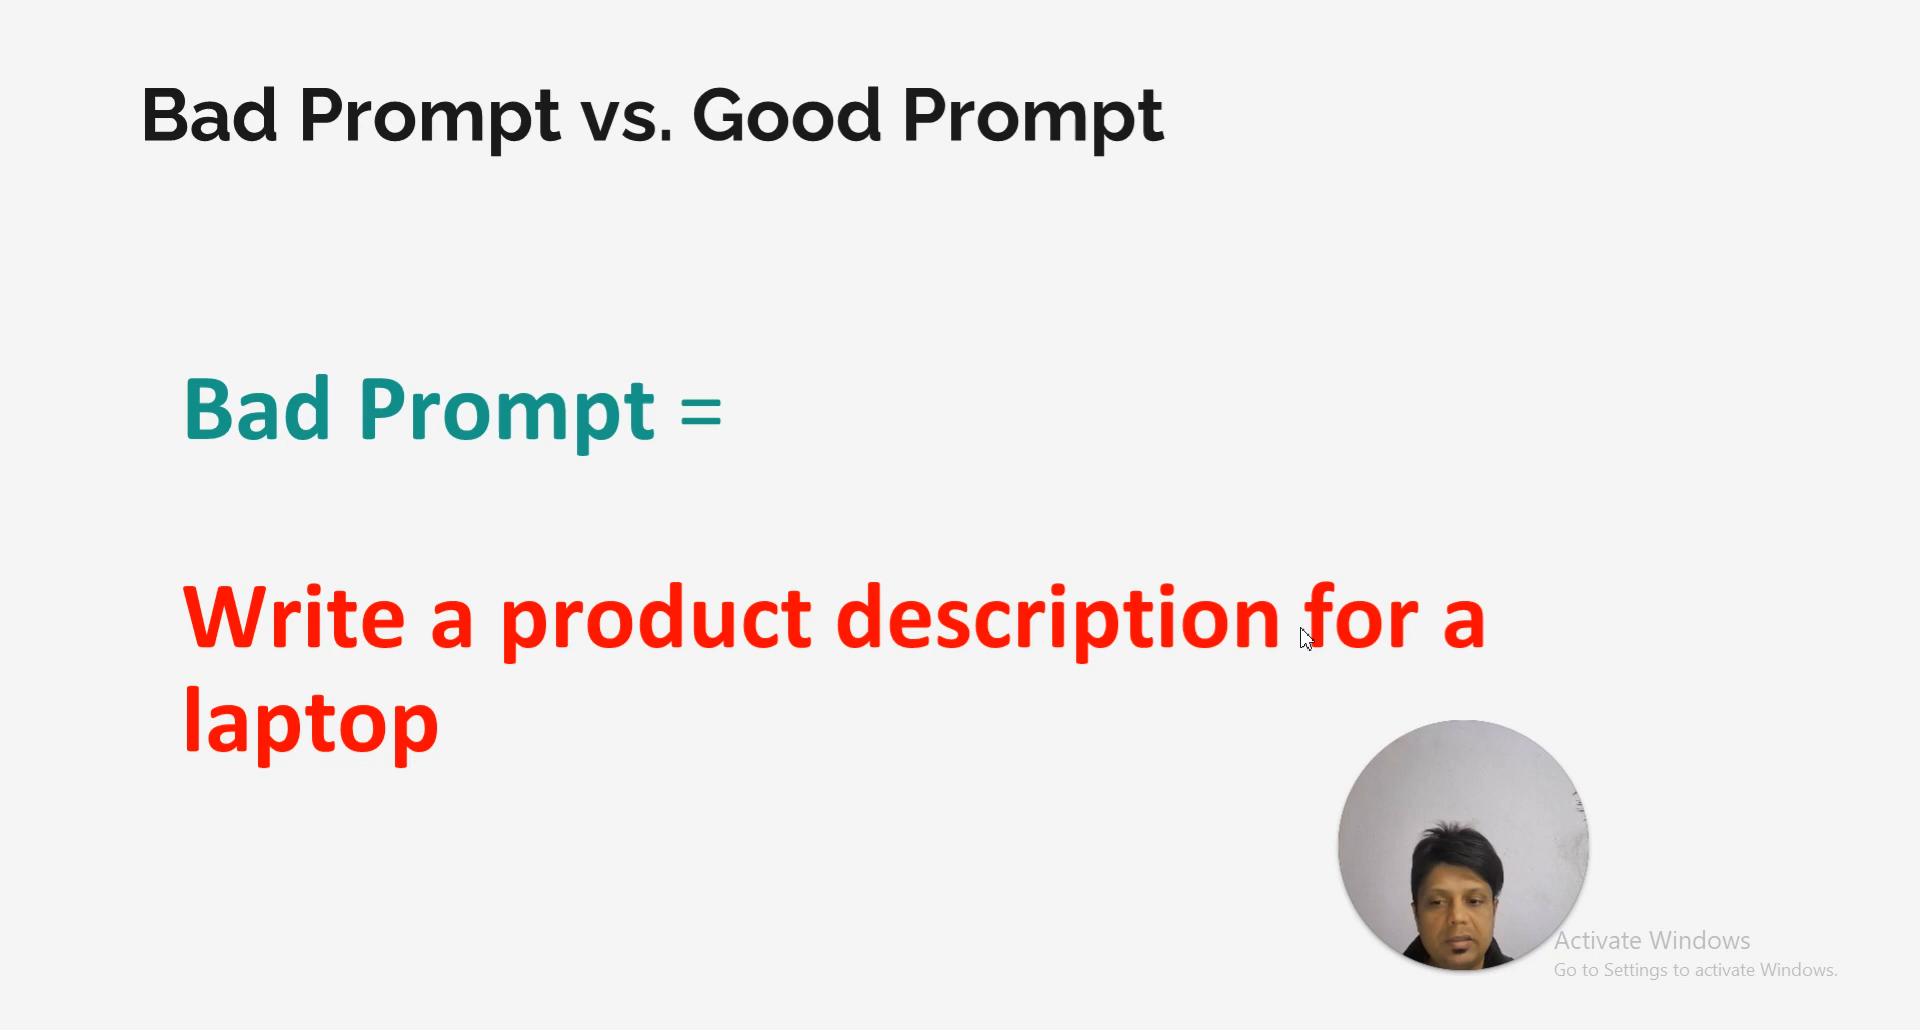 Bad Prompt vs. Good Prompt
Bad Prompt =
Write a product description for a
laptop
Activate Windows
Go to Settings to activate Windows.